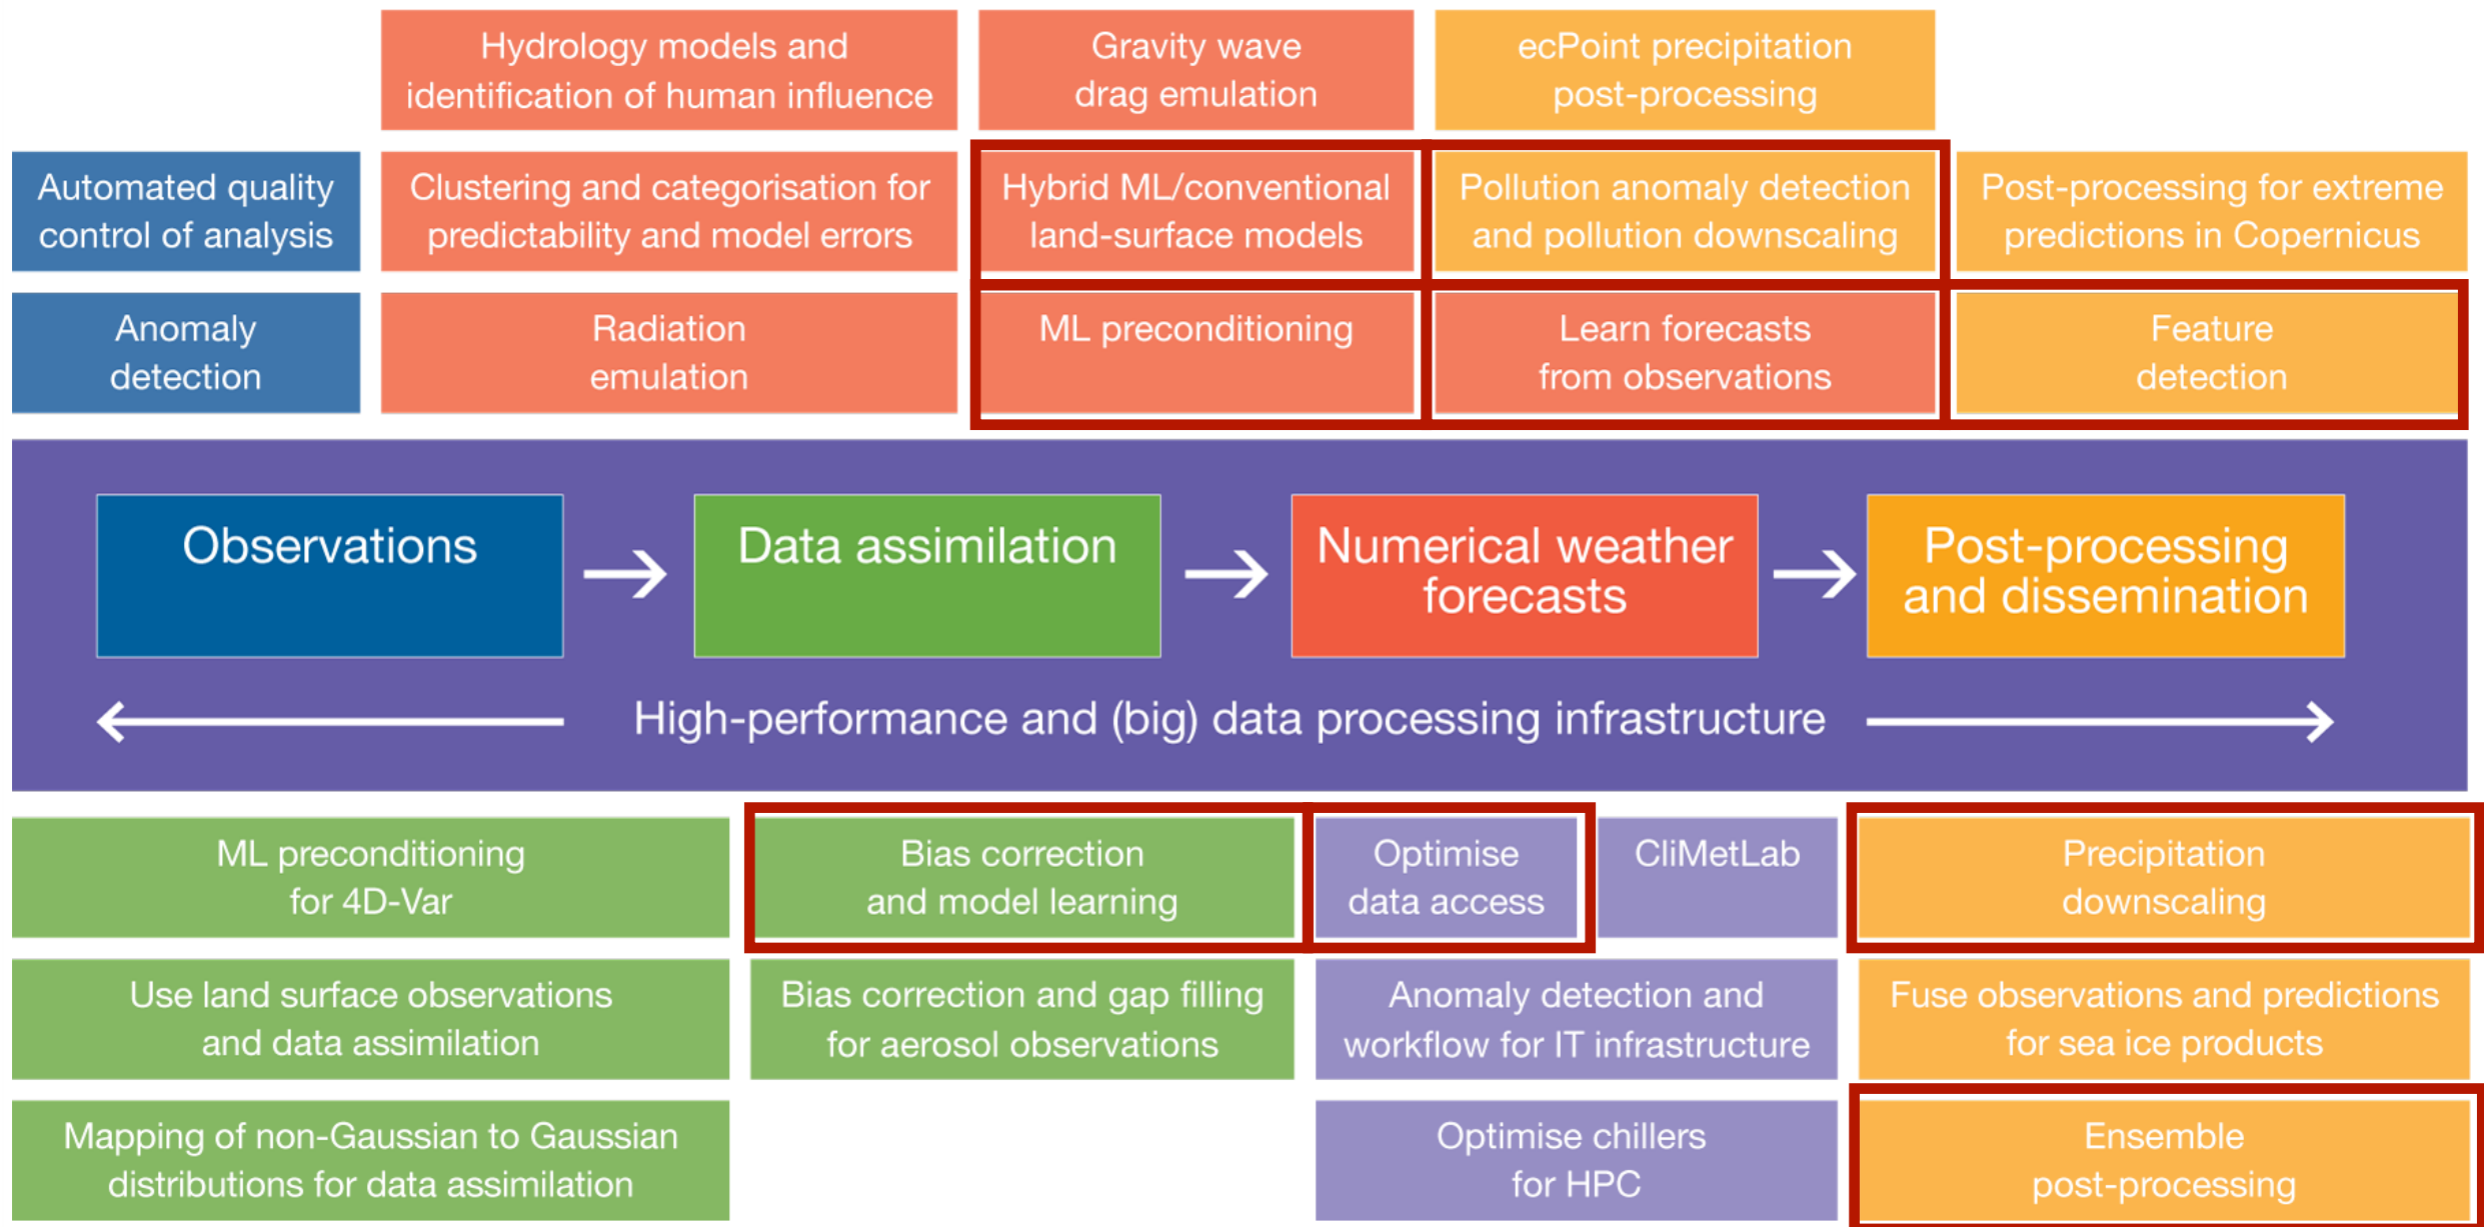 Hydrology models and
identification of human influence
Gravity wave
drag emulation
ecPoint precipitation
post-processing
Automated quality
control of analysis
Clustering and categorisation for
predictability and model errors
Hybrid ML/conventional
land-surface models
Pollution anomaly detection
and pollution downscaling
Post-processing for extreme
predictions in Copernicus
Anomaly
detection
Radiation
emulation
ML preconditioning
Learn forecasts
from observations
Feature
detection
Observations
Data assimilation
Numerical weather
forecasts
Post-processing
and dissemination
High-performance and (big) data processing infrastructure
ML preconditioning
for 4D-Var
Bias correction
and model learning
Optimise
data access
CliMetLab
Precipitation
downscaling
Use land surface observations
and data assimilation
Bias correction and gap filling
for aerosol observations
Anomaly detection and
workflow for IT infrastructure
Fuse observations and predictions
for sea ice products
Mapping of non-Gaussian to Gaussian
distributions for data assimilation
Optimise chillers
for HPC
Ensemble
post-processing